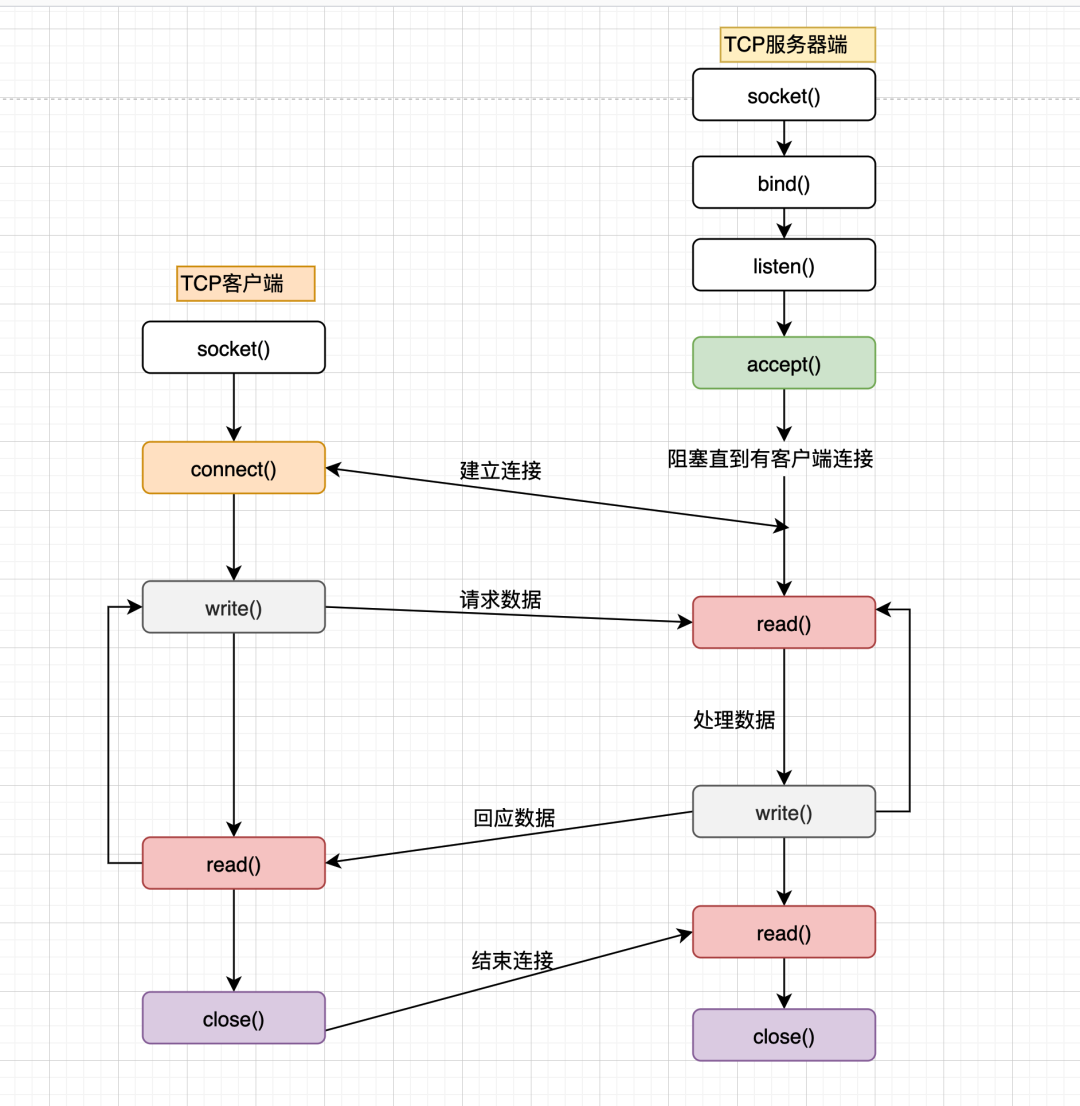 TCP服务器端
socket()
bind()
listen()
TCP客户端
socket()
accept()
connect()
建立连接
阻塞直到有客户端连接
write()
请求数据
read()
处理数据
write()
回应数据
read()
read()
结束连接
close()
close()